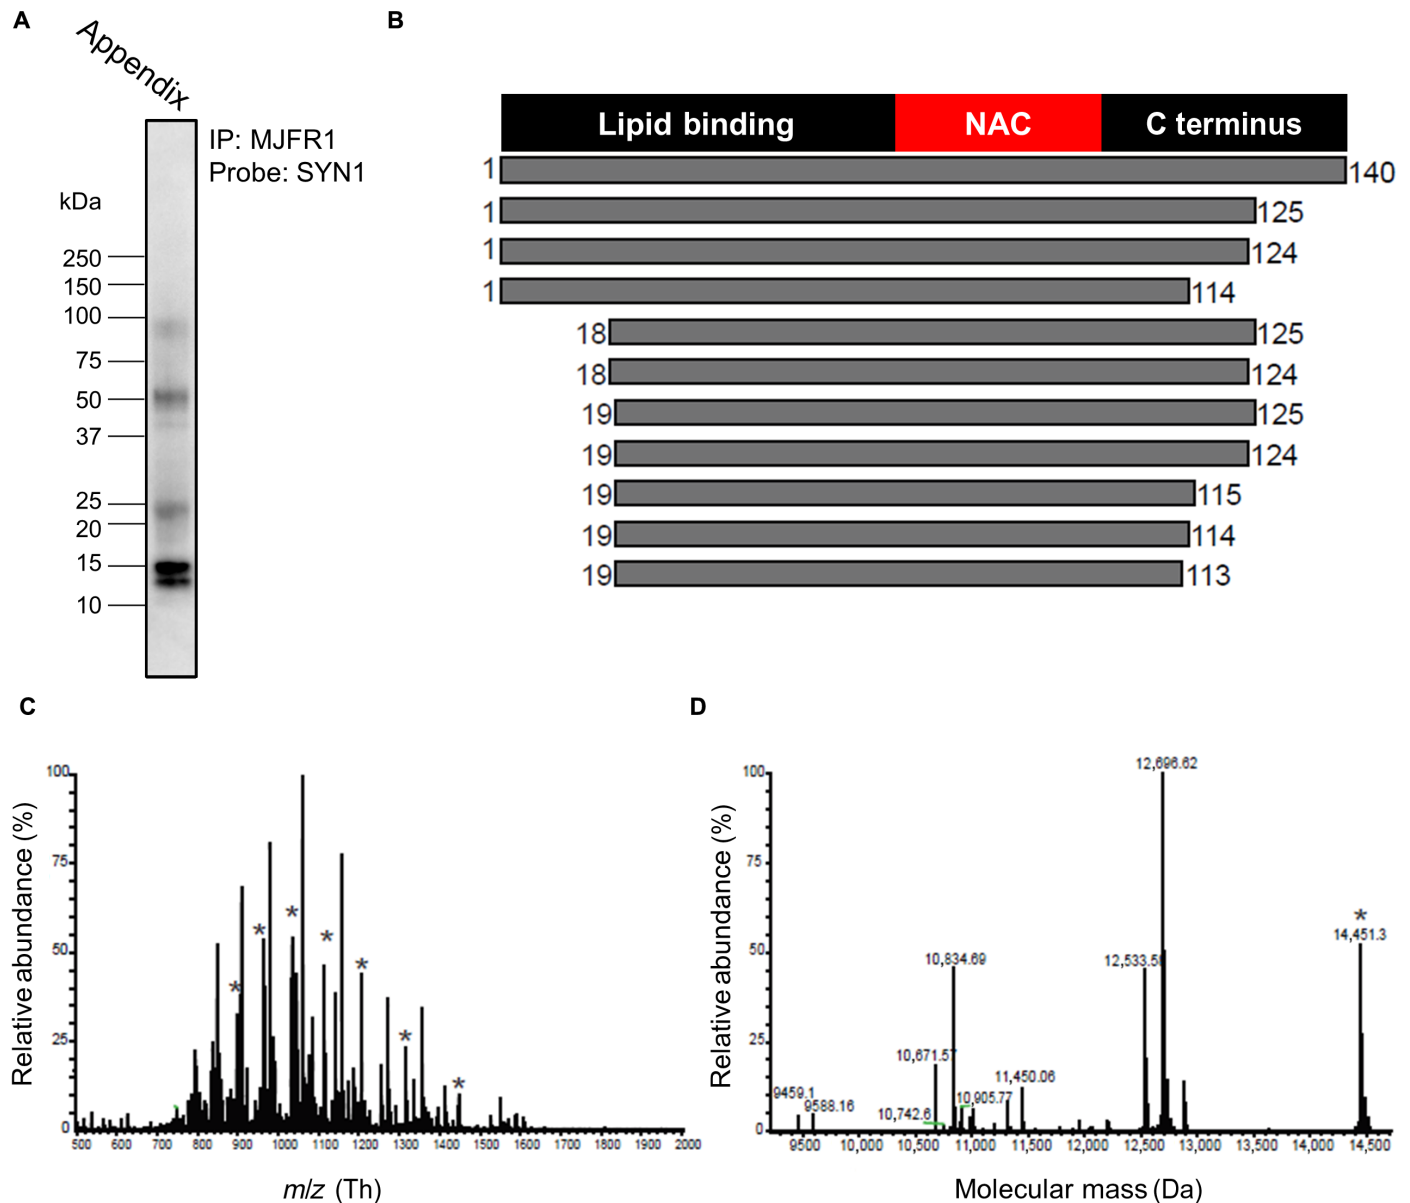 A
Appendix
IP: MJFR1
Probe: SYN1
kDa
250
150
100
75
50
37
25
20
15
10
B
Lipid binding NAC C terminus
1 140
1 125
1 124
1 114
18 125
18 124
19 125
19 124
19 115
19 114
19 113
C
Relative abundance (%)
100
75
50
25
0
* * * * * * *
500 600 700 800 900 1000 1100 1200 1300 1400 1500 1600 1700 1800 1900 2000
m/z (Th)
D
Relative abundance (%)
100
75
50
25
0
12,696.62
*
14,451.3
10,834.69
12,533.5
10,671.57
11,450.06
9459.1
9588.16
10,742.6
10,905.77
9500 10,000 10,500 11,000 11,500 12,000 12,500 13,000 13,500 14,000 14,500
Molecular mass (Da)